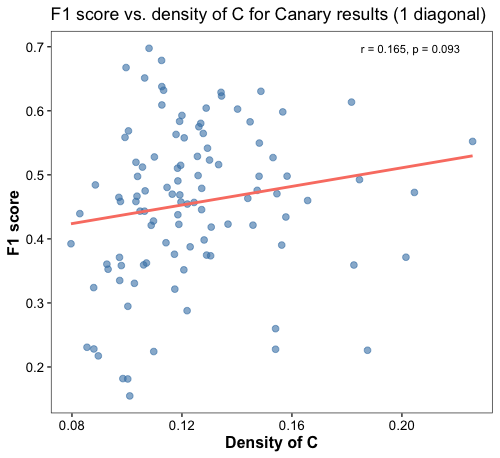 F1 score vs. density of C for Canary results (1 diagonal)
r = 0.165, p = 0.093
0.7
0.6
0.5
0.4
0.3
0.2
F1 score
0.08 0.12 0.16 0.20
Density of C